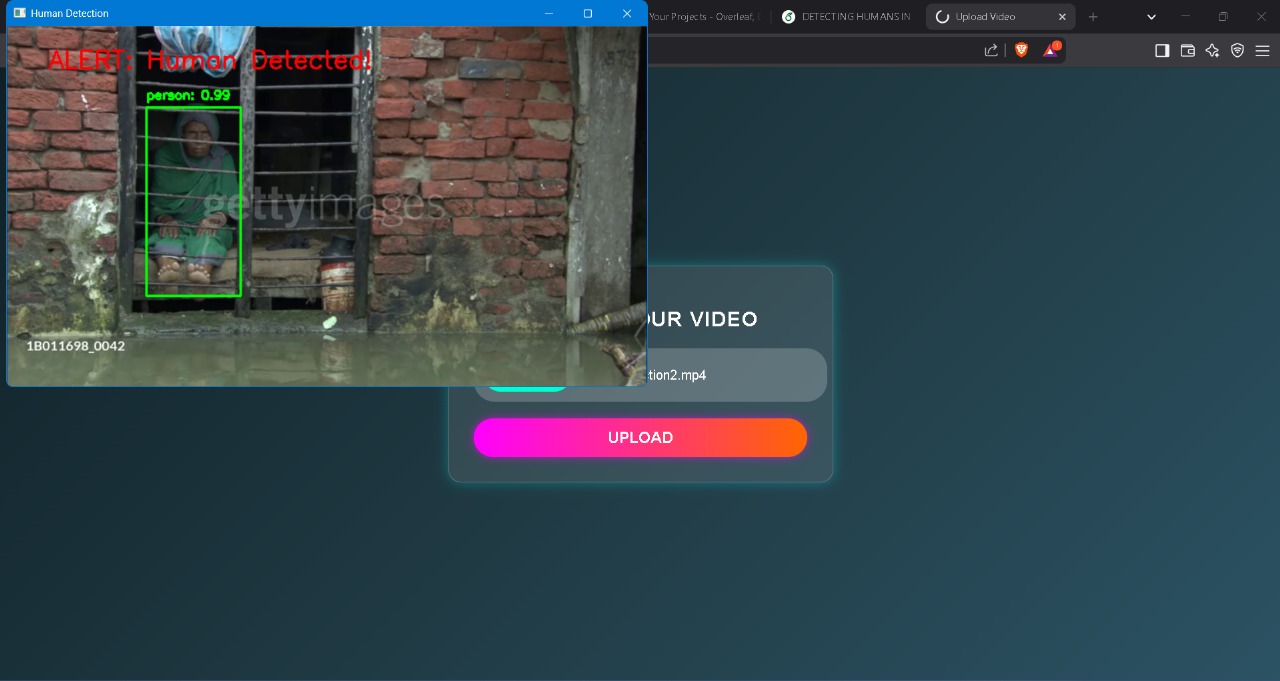 Human Detection
Your Projects - Overleaf,
DETECTING HUMANS IN
Upload Video
ALERT: Human Detected!
person: 0.99
gettyimages
1B011698_0042
OUR VIDEO
tion2.mp4
UPLOAD